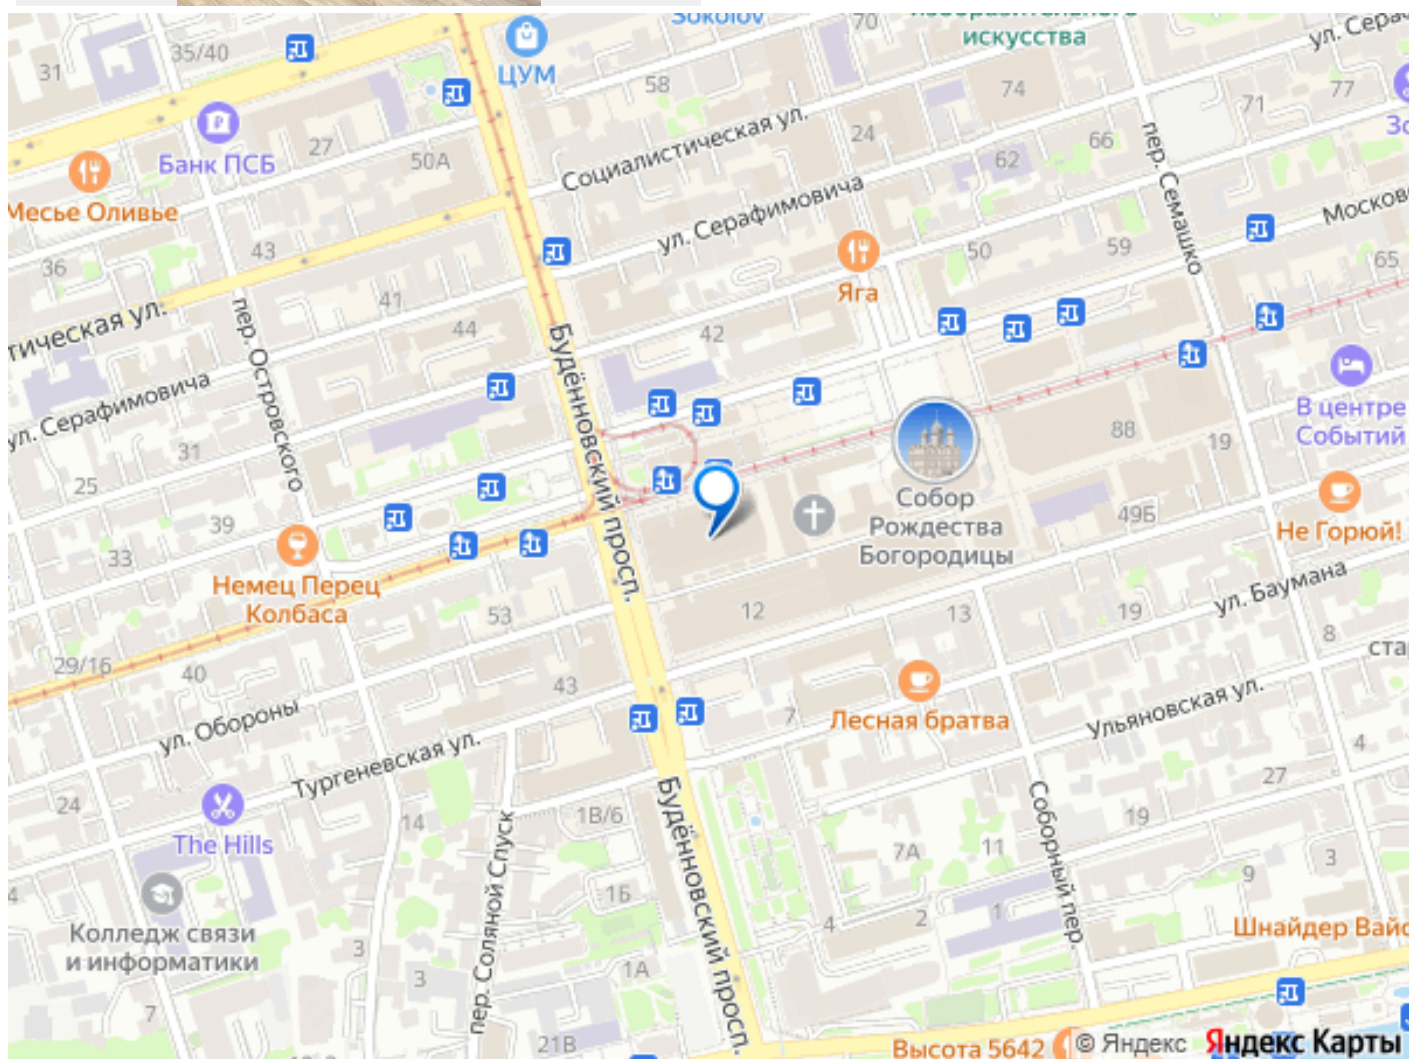 Sokolov
70
искусства
ул. Сера
35/40
31
ЦУМ
58
74
77
71
Социалистическая ул.
24
66
62
пер. Семашко
27
50А
Банк ПСБ
Месье Оливье
ул. Серафимовича
Москов
43
36
50
59
65
Яга
41
44
42
тическая ул.
пер. Островского
Будённовский просп.
ул. Серафимовича
31
25
39
33
88
19
В центре
Событий
Собор
Рождества
Богородицы
49Б
Не Горюй!
Немец Перец
Колбаса
53
12
13
19
ул. Баумана
8
ста
29/16
40
43
7
Лесная братва
Ульяновская ул.
ул. Обороны
Тургеневская ул.
4
27
24
The Hills
14
1В/6
Будённовский просп.
Соборный пер.
19
7А
11
3
9
4
пер. Соляной Спуск
1Б
4
2
1
Колледж связи
и информатики
3
3
1А
Шнайдер Вайс
7
21В
Высота 5642
© Яндекс Яндекс Карты